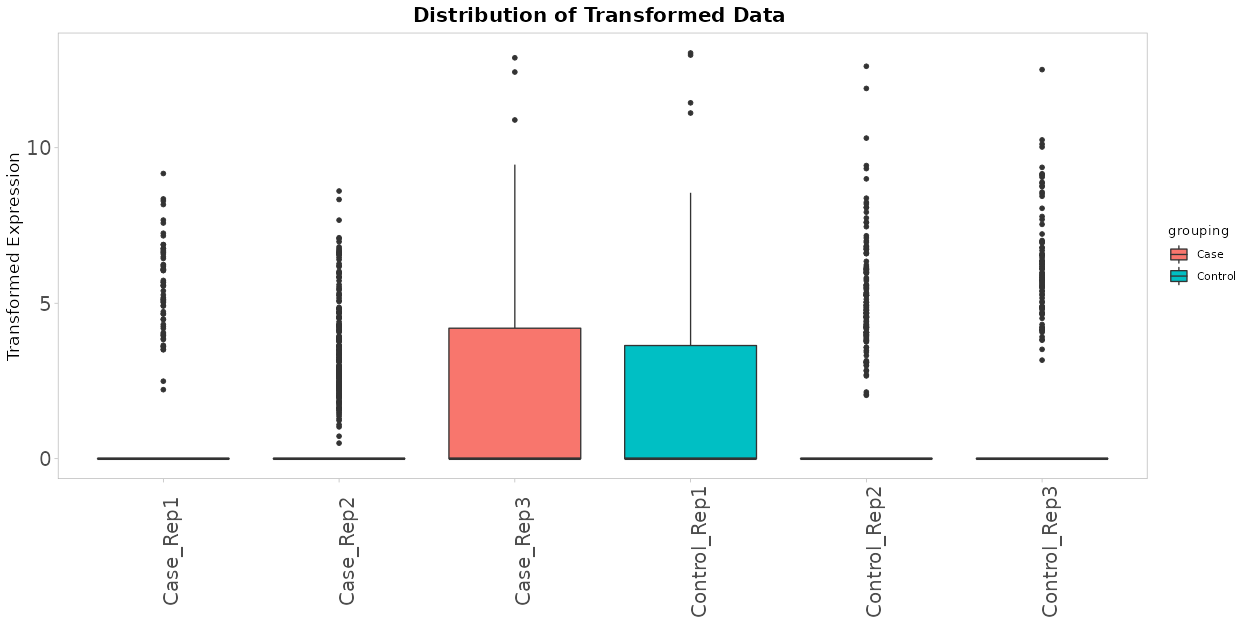 Distribution of Transformed Data
Transformed Expression
10
5
0
Case_Rep1
Case_Rep2
Case_Rep3
Control_Rep1
Control_Rep2
Control_Rep3
grouping
Case
Control